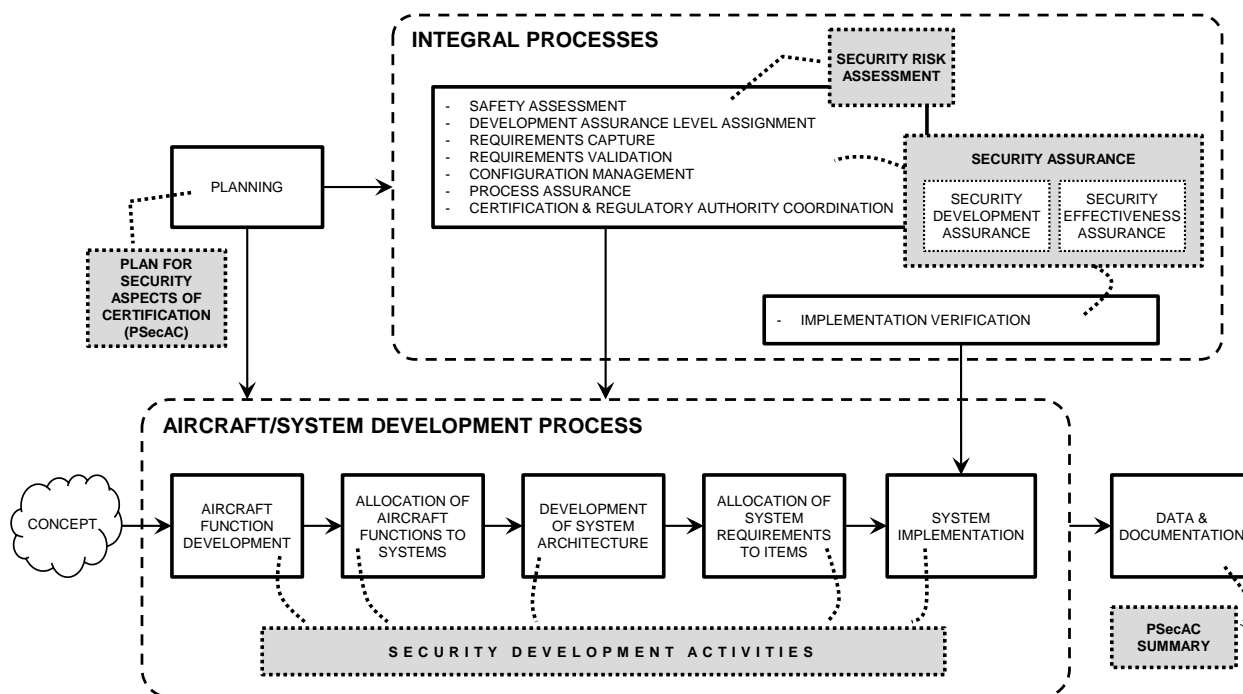 INTEGRAL PROCESSES
SECURITY RISK
ASSESSMENT
- SAFETY ASSESSMENT
- DEVELOPMENT ASSURANCE LEVEL ASSIGNMENT
- REQUIREMENTS CAPTURE
- REQUIREMENTS VALIDATION
- CONFIGURATION MANAGEMENT
- PROCESS ASSURANCE
- CERTIFICATION & REGULATORY AUTHORITY COORDINATION
SECURITY ASSURANCE
SECURITY
DEVELOPMENT
ASSURANCE
SECURITY
EFFECTIVENESS
ASSURANCE
PLANNING
PLAN FOR
SECURITY
ASPECTS OF
CERTIFICATION
(PSecAC)
- IMPLEMENTATION VERIFICATION
AIRCRAFT/SYSTEM DEVELOPMENT PROCESS
CONCEPT
AIRCRAFT
FUNCTION
DEVELOPMENT
ALLOCATION OF
AIRCRAFT
FUNCTIONS TO
SYSTEMS
DEVELOPMENT
OF SYSTEM
ARCHITECTURE
ALLOCATION OF
SYSTEM
REQUIREMENTS
TO ITEMS
SYSTEM
IMPLEMENTATION
DATA &
DOCUMENTATION
SECURITY DEVELOPMENT ACTIVITIES
PSecAC
SUMMARY